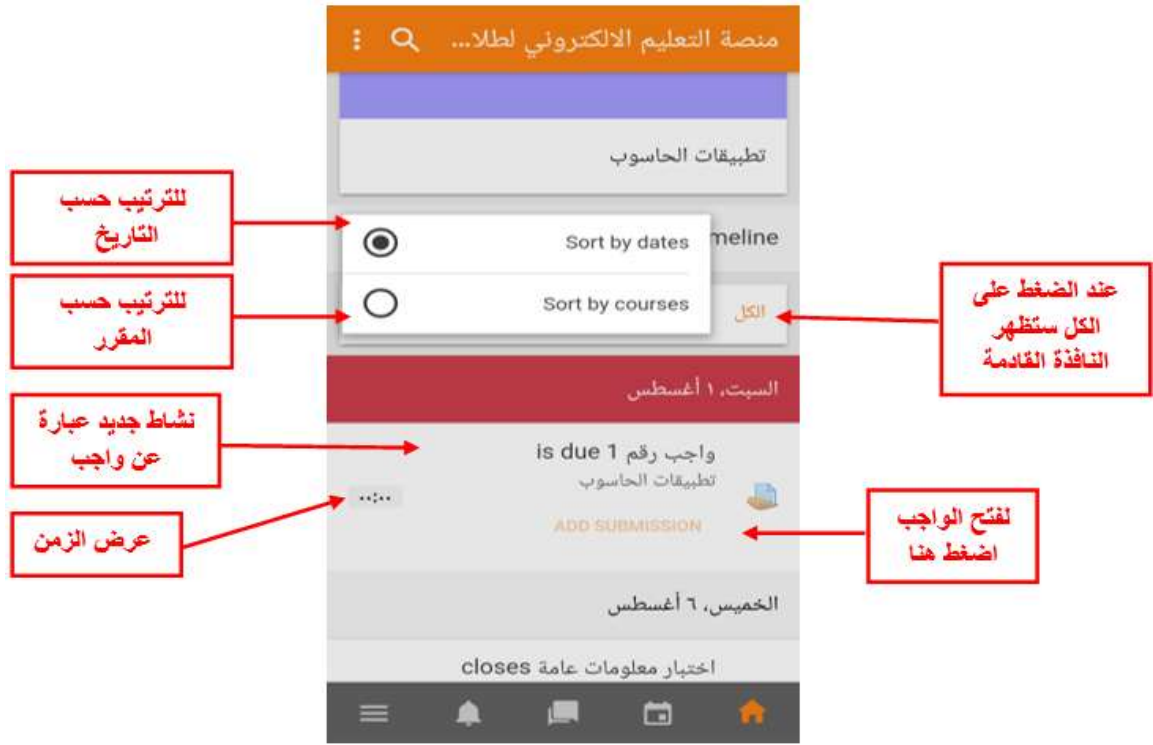 منصة التعليم الالكتروني لطلا...
تطبيقات الحاسوب
meline
Sort by dates
Sort by courses
الكل
السبت، ١ أغسطس
واجب رقم 1 is due
تطبيقات الحاسوب
٠٠:٠٠
ADD SUBMISSION
الخميس، ٦ أغسطس
اختبار معلومات عامة closes
للترتيب حسب
التاريخ
للترتيب حسب
المقرر
نشاط جديد عبارة
عن واجب
عرض الزمن
عند الضغط على
الكل ستظهر
النافذة القادمة
لفتح الواجب
اضغط هنا